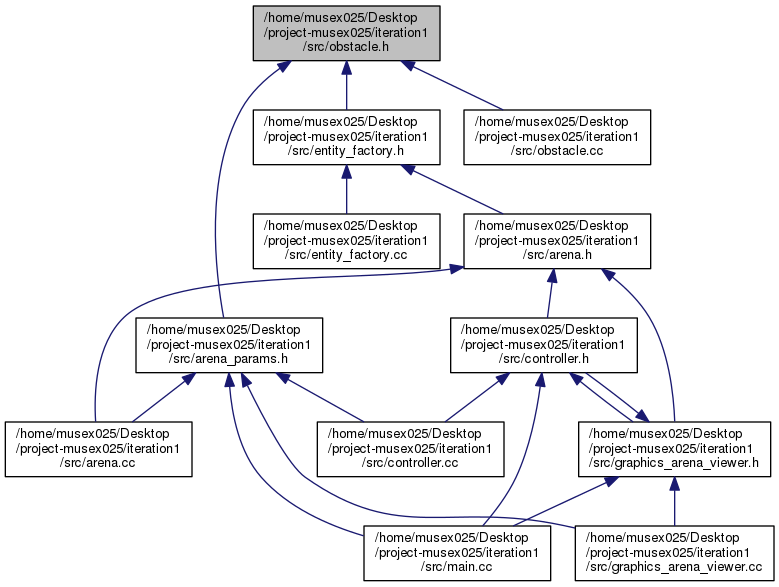 /home/musex025/Desktop
/project-musex025/iteration1
/src/obstacle.h
/home/musex025/Desktop
/project-musex025/iteration1
/src/entity_factory.h
/home/musex025/Desktop
/project-musex025/iteration1
/src/obstacle.cc
/home/musex025/Desktop
/project-musex025/iteration1
/src/entity_factory.cc
/home/musex025/Desktop
/project-musex025/iteration1
/src/arena.h
/home/musex025/Desktop
/project-musex025/iteration1
/src/arena_params.h
/home/musex025/Desktop
/project-musex025/iteration1
/src/controller.h
/home/musex025/Desktop
/project-musex025/iteration1
/src/arena.cc
/home/musex025/Desktop
/project-musex025/iteration1
/src/controller.cc
/home/musex025/Desktop
/project-musex025/iteration1
/src/graphics_arena_viewer.h
/home/musex025/Desktop
/project-musex025/iteration1
/src/main.cc
/home/musex025/Desktop
/project-musex025/iteration1
/src/graphics_arena_viewer.cc